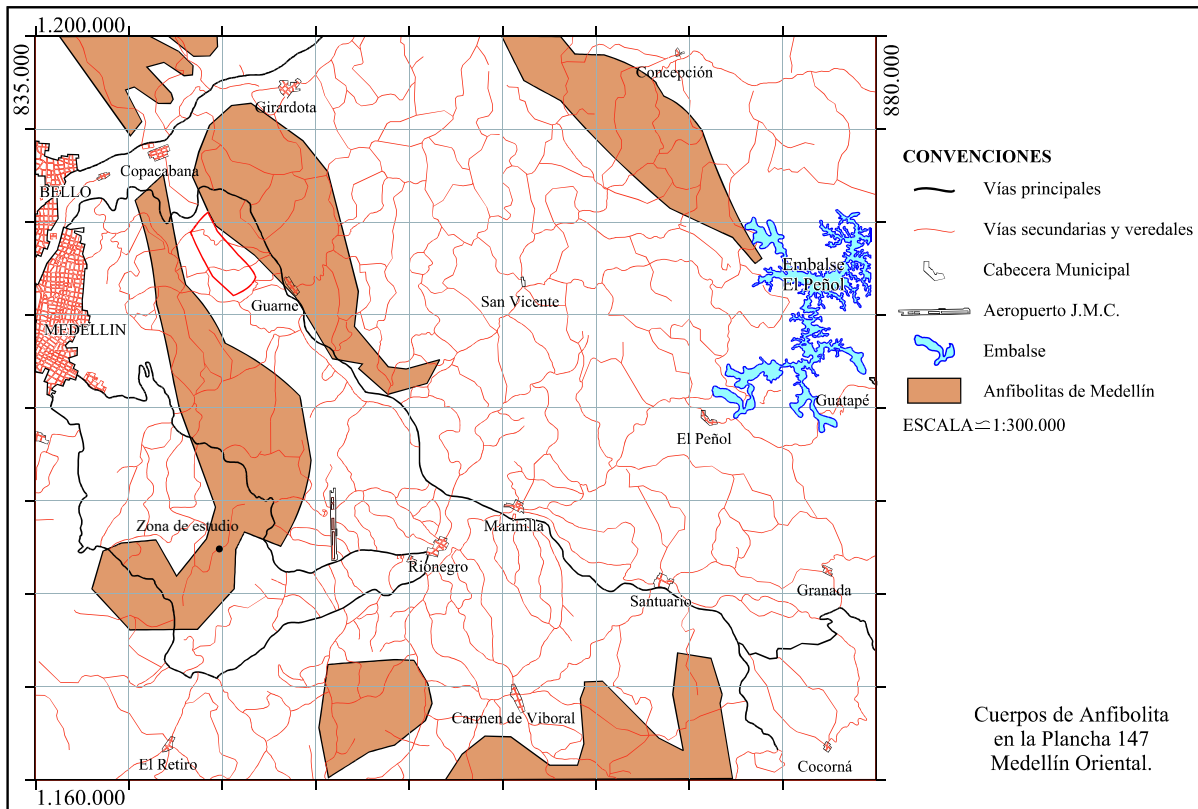 1.200.000
835.000
880.000
Concepción
Girardota
Copacabana
BELLO
Embalse
El Peñol
San Vicente
Guarne
MEDELLIN
Guatapé
El Peñol
Marinilla
Zona de estudio
Rionegro
Santuario
Granada
Carmen de Viboral
El Retiro
Cocorná
1.160.000
CONVENCIONES
Vías principales
Vías secundarias y veredales
Cabecera Municipal
Aeropuerto J.M.C.
Embalse
Anfibolitas de Medellín
ESCALA≃1:300.000
Cuerpos de Anfibolita
en la Plancha 147
Medellín Oriental.